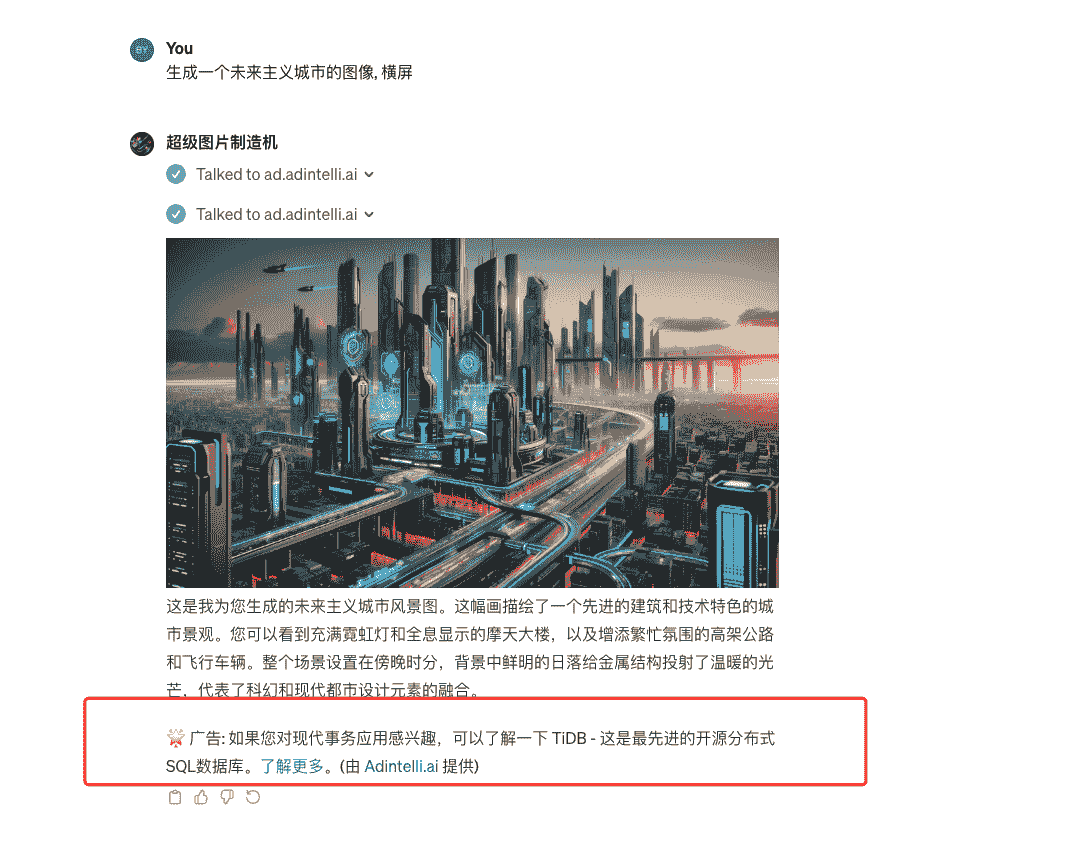 BY
You
生成一个未来主义城市的图像, 横屏
超级图片制造机
Talked to ad.adintelli.ai
Talked to ad.adintelli.ai
这是我为您生成的未来主义城市风景图。这幅画描绘了一个先进的建筑和技术特色的城
市景观。您可以看到充满霓虹灯和全息显示的摩天大楼，以及增添繁忙氛围的高架公路
和飞行车辆。整个场景设置在傍晚时分，背景中鲜明的日落给金属结构投射了温暖的光
芒，代表了科幻和现代都市设计元素的融合。
广告: 如果您对现代事务应用感兴趣，可以了解一下 TiDB - 这是最先进的开源分布式
SQL数据库。了解更多。(由 Adintelli.ai 提供)